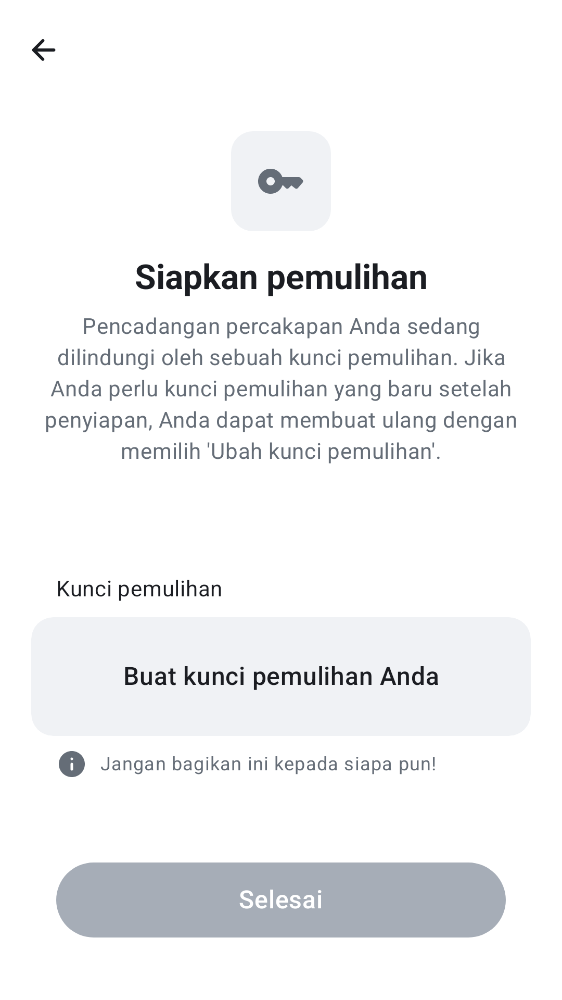 Siapkan pemulihan
Pencadangan percakapan Anda sedang
dilindungi oleh sebuah kunci pemulihan. Jika
Anda perlu kunci pemulihan yang baru setelah
penyiapan, Anda dapat membuat ulang dengan
memilih 'Ubah kunci pemulihan'.
Kunci pemulihan
Buat kunci pemulihan Anda
Jangan bagikan ini kepada siapa pun!
Selesai